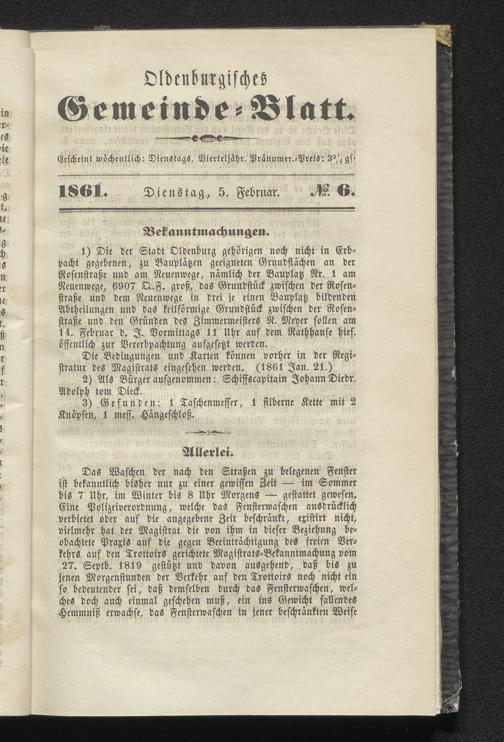 Oldenburgisches
Gemeinde-Blatt.
Erscheint wöchentlich: Dienstags. Vierteljähr. Pränumer.-Preis: 3¾ gſ.
1861. Dienstag, 5. Februar. № 6.
Bekanntmachungen.
1) Die der Stadt Oldenburg gehörigen noch nicht in Erb-
pacht gegebenen, zu Bauplätzen geeigneten Grundflächen an der
Rosenstraße und am Neuenwege, nämlich der Bauplatz Nr. 1 am
Neuenwege, 6907 Q.F. groß, das Grundstück zwischen der Rosen-
straße und dem Neuenwege in drei je einen Bauplatz bildenden
Abtheilungen und das keilförmige Grundstück zwischen der Rosen-
straße und den Gründen des Zimmermeisters N. Meyer sollen am
14. Februar d. J. Vormittags 11 Uhr auf dem Rathhause hies.
öffentlich zur Vererbpachtung aufgesetzt werden.
Die Bedingungen und Karten können vorher in der Regi-
stratur des Magistrats eingesehen werden. (1861 Jan. 21.)
2) Als Bürger aufgenommen: Schiffscapitain Johann Diedr.
Adolph tom Dieck.
3) Gefunden: 1 Taschenmesser, 1 silberne Kette mit 2
Knöpfen, 1 mess. Hängeschloß.
Allerlei.
Das Waschen der nach den Straßen zu belegenen Fenster
ist bekanntlich bisher nur zu einer gewissen Zeit — im Sommer
bis 7 Uhr, im Winter bis 8 Uhr Morgens — gestattet gewesen.
Eine Polizeiverordnung, welche das Fensterwaschen ausdrücklich
verbietet oder auf die angegebene Zeit beschränkt, existirt nicht,
vielmehr hat der Magistrat die von ihm in dieser Beziehung be-
obachtete Praxis auf die gegen Beeinträchtigung des freien Ver-
kehrs auf den Trottoirs gerichtete Magistrats-Bekanntmachung vom
27. Septb. 1819 gestützt und davon ausgehend, daß bis zu
jenen Morgenstunden der Verkehr auf den Trottoirs noch nicht ein
so bedeutender sei, daß demselben durch das Fensterwaschen, wel-
ches doch auch einmal geschehen muß, ein ins Gewicht fallendes
Hemmniß erwachse, das Fensterwaschen in jener beschränkten Weise